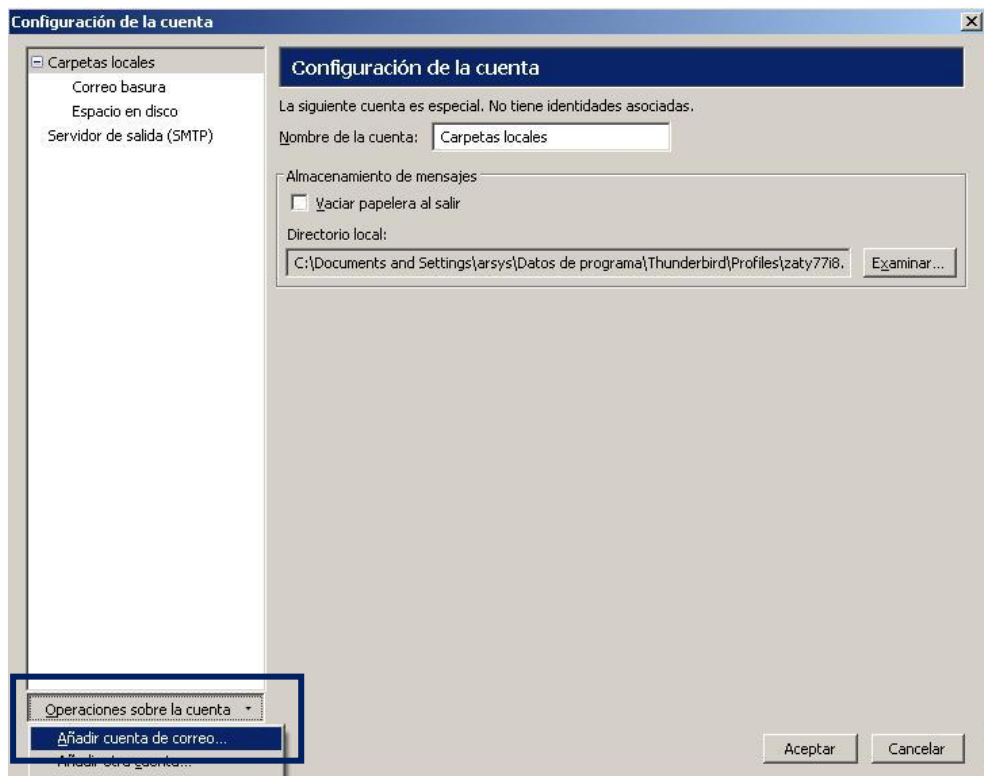 Configuración de la cuenta
Carpetas locales
Correo basura
Espacio en disco
Servidor de salida (SMTP)
Configuración de la cuenta
La siguiente cuenta es especial. No tiene identidades asociadas.
Nombre de la cuenta: Carpetas locales
Almacenamiento de mensajes
Vaciar papelera al salir
Directorio local:
C:\Documents and Settings\arsys\Datos de programa\Thunderbird\Profiles\zaty77i8. Examinar...
Operaciones sobre la cuenta
Añadir cuenta de correo...
Añadir otra cuenta...
Aceptar Cancelar